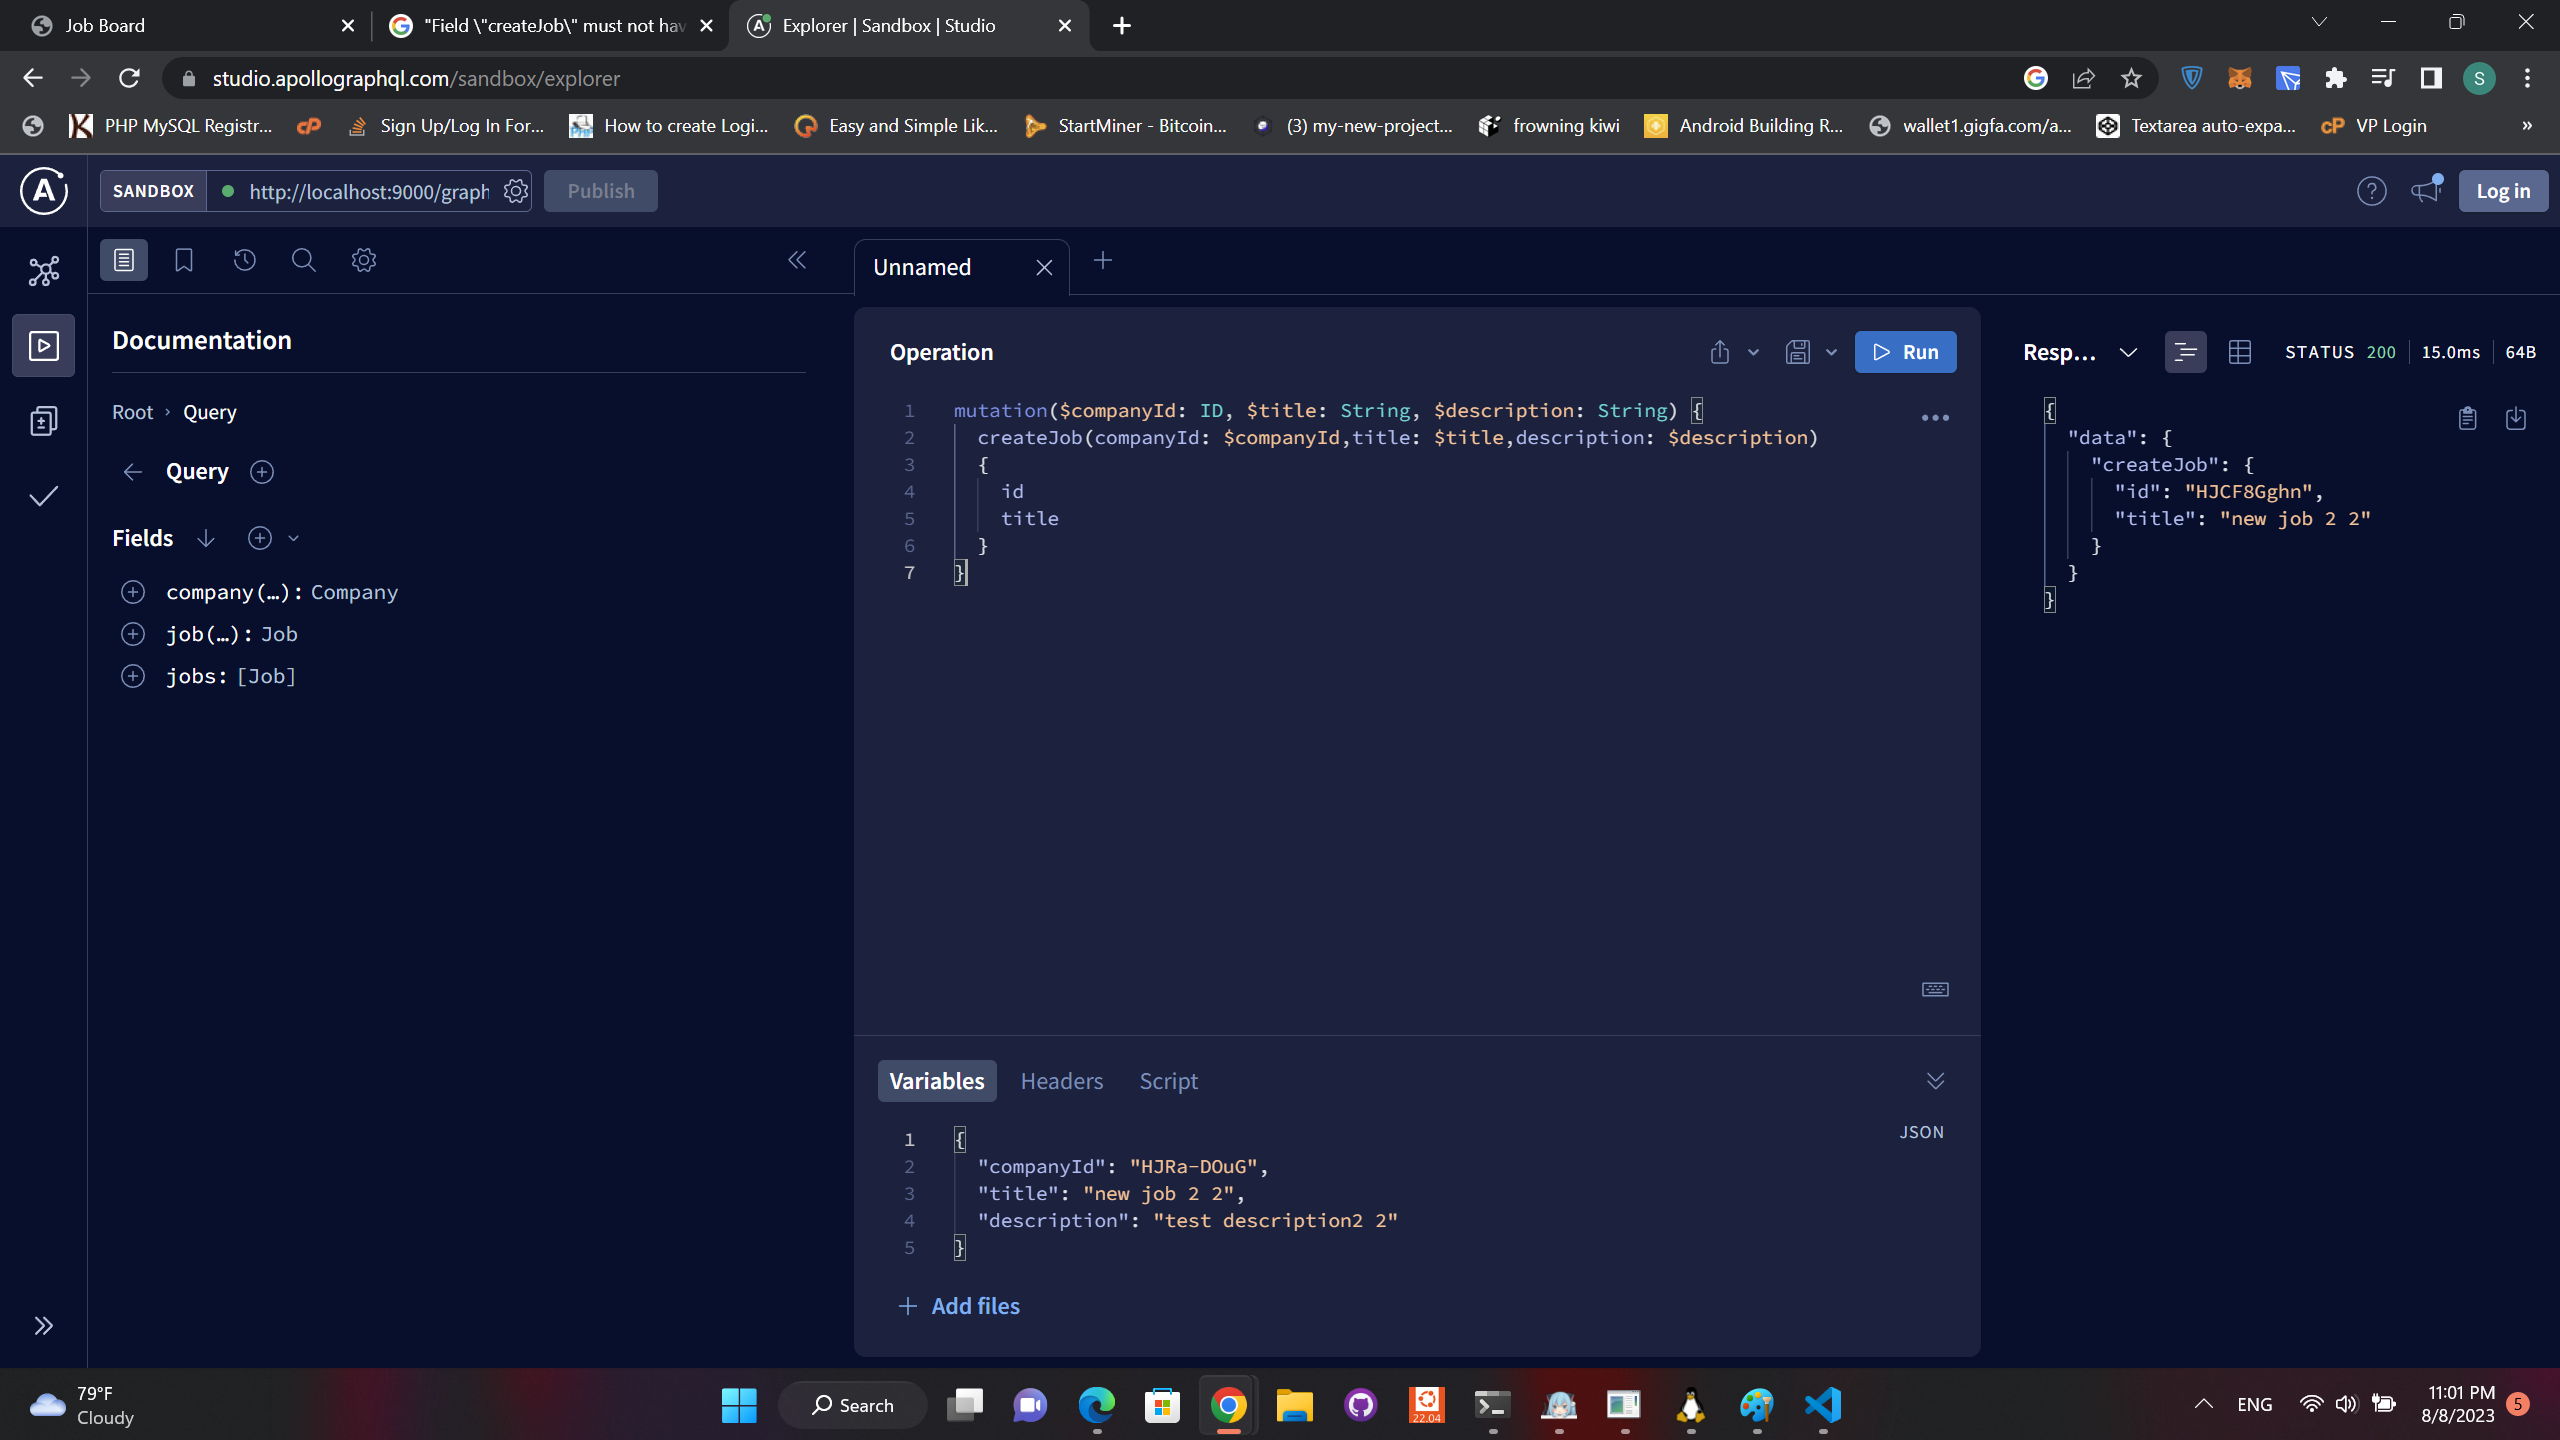 Job Board
"Field \"createJob\" must not hav
Explorer | Sandbox | Studio
studio.apollographql.com/sandbox/explorer
S
PHP MySQL Registr...
Sign Up/Log In For...
How to create Logi...
Easy and Simple Lik...
StartMiner - Bitcoin...
(3) my-new-project...
frowning kiwi
Android Building R...
wallet1.gigfa.com/a...
Textarea auto-expa...
VP Login
»
SANDBOX
http://localhost:9000/graph
Publish
Log in
Unnamed
Documentation
Root › Query
Query
Fields
company(…): Company
job(…): Job
jobs: [Job]
Operation
Run
1 mutation($companyId: ID, $title: String, $description: String) {
2 createJob(companyId: $companyId,title: $title,description: $description)
3 {
4 id
5 title
6 }
7 }
Variables
Headers
Script
JSON
1 {
2 "companyId": "HJRa-DOuG",
3 "title": "new job 2 2",
4 "description": "test description2 2"
5 }
+ Add files
Resp...
STATUS 200
15.0ms
64B
{
"data": {
"createJob": {
"id": "HJCF8Gghn",
"title": "new job 2 2"
}
}
}
79°F
Cloudy
Search
22.04
ENG
11:01 PM
8/8/2023
5